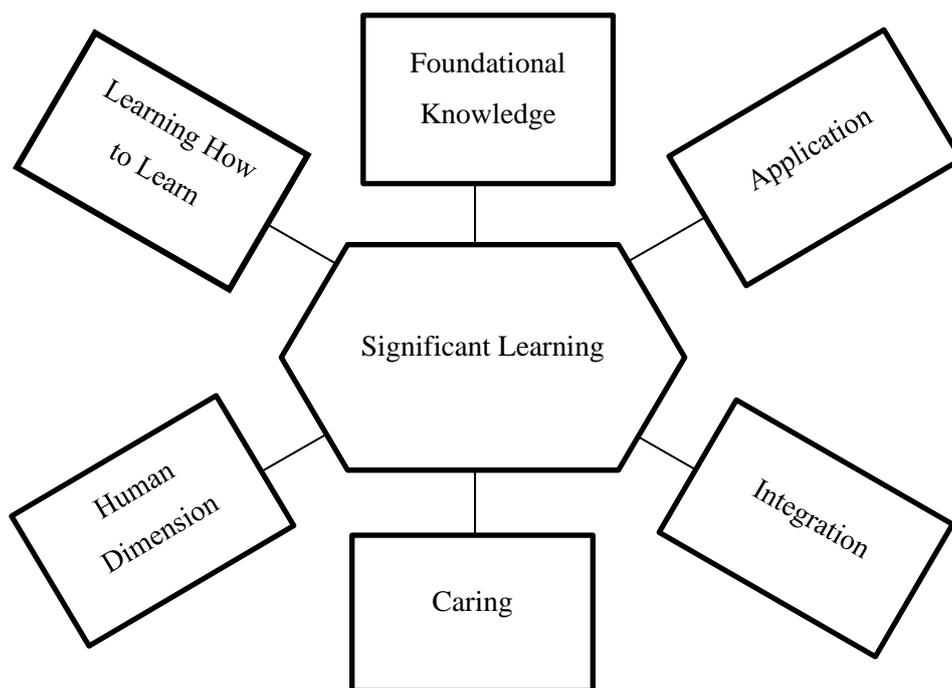 Foundational
Knowledge
Learning How
to Learn
Application
Significant Learning
Human
Dimension
Integration
Caring